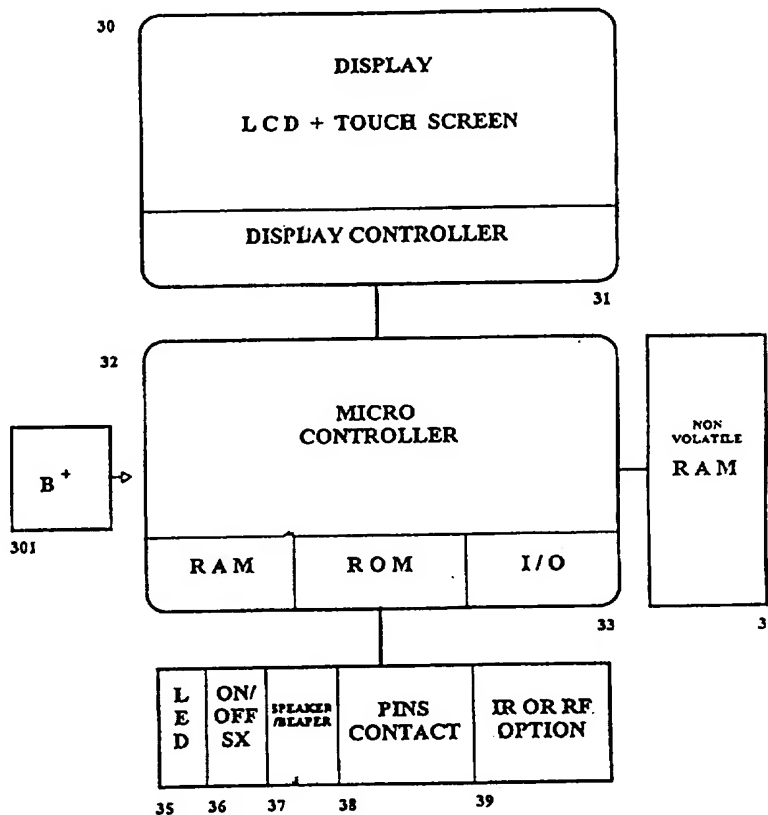 30
DISPLAY
LCD + TOUCH SCREEN
DISPLAY CONTROLLER
31
32
MICRO
CONTROLLER
NON
VOLATILE
RAM
B+
301
RAM ROM I/O
33
3
LED
ON/
OFF
SX
SPEAKER
/BEAPER
PINS
CONTACT
IR OR RF
OPTION
35 36 37 38 39